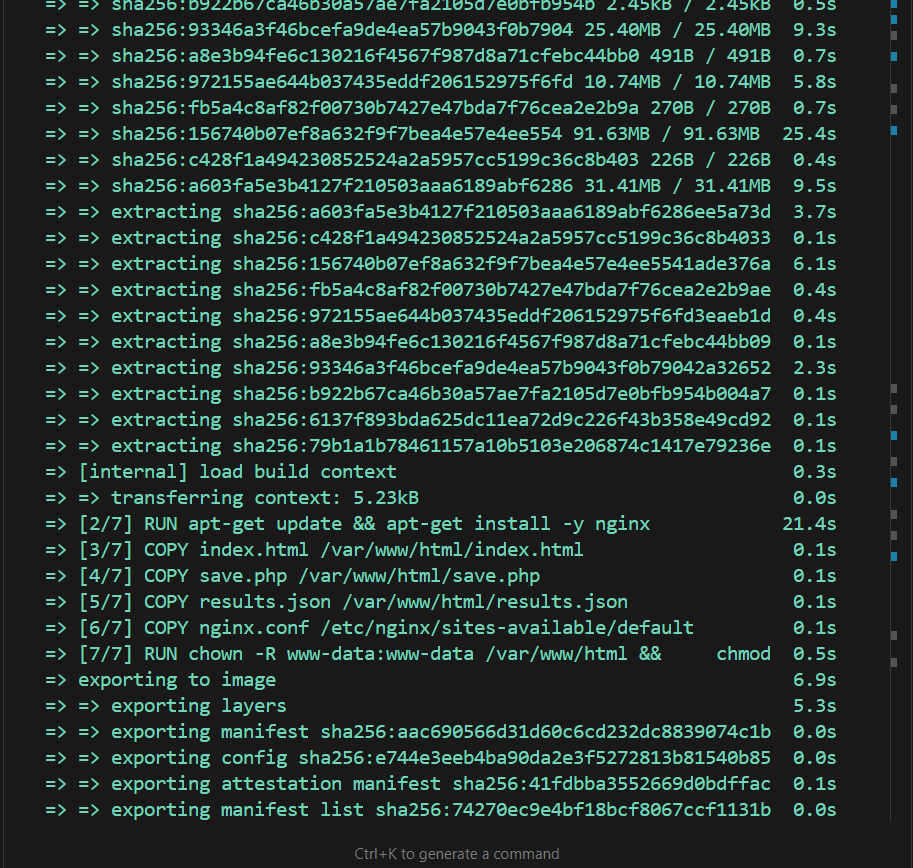 => => sha256:b922b67ca46b30a57ae7fa2105d7e0bfb954b 2.45kB / 2.45kB 0.5s
=> => sha256:93346a3f46bcefa9de4ea57b9043f0b7904 25.40MB / 25.40MB 9.3s
=> => sha256:a8e3b94fe6c130216f4567f987d8a71cfebc44bb0 491B / 491B 0.7s
=> => sha256:972155ae644b037435eddf206152975f6fd 10.74MB / 10.74MB 5.8s
=> => sha256:fb5a4c8af82f00730b7427e47bda7f76cea2e2b9a 270B / 270B 0.7s
=> => sha256:156740b07ef8a632f9f7bea4e57e4ee554 91.63MB / 91.63MB 25.4s
=> => sha256:c428f1a494230852524a2a5957cc5199c36c8b403 226B / 226B 0.4s
=> => sha256:a603fa5e3b4127f210503aaa6189abf6286 31.41MB / 31.41MB 9.5s
=> => extracting sha256:a603fa5e3b4127f210503aaa6189abf6286ee5a73d 3.7s
=> => extracting sha256:c428f1a494230852524a2a5957cc5199c36c8b4033 0.1s
=> => extracting sha256:156740b07ef8a632f9f7bea4e57e4ee5541ade376a 6.1s
=> => extracting sha256:fb5a4c8af82f00730b7427e47bda7f76cea2e2b9ae 0.4s
=> => extracting sha256:972155ae644b037435eddf206152975f6fd3eaeb1d 0.4s
=> => extracting sha256:a8e3b94fe6c130216f4567f987d8a71cfebc44bb09 0.1s
=> => extracting sha256:93346a3f46bcefa9de4ea57b9043f0b79042a32652 2.3s
=> => extracting sha256:b922b67ca46b30a57ae7fa2105d7e0bfb954b004a7 0.1s
=> => extracting sha256:6137f893bda625dc11ea72d9c226f43b358e49cd92 0.1s
=> => extracting sha256:79b1a1b78461157a10b5103e206874c1417e79236e 0.1s
=> [internal] load build context 0.3s
=> => transferring context: 5.23kB 0.0s
=> [2/7] RUN apt-get update && apt-get install -y nginx 21.4s
=> [3/7] COPY index.html /var/www/html/index.html 0.1s
=> [4/7] COPY save.php /var/www/html/save.php 0.1s
=> [5/7] COPY results.json /var/www/html/results.json 0.1s
=> [6/7] COPY nginx.conf /etc/nginx/sites-available/default 0.1s
=> [7/7] RUN chown -R www-data:www-data /var/www/html && chmod 0.5s
=> exporting to image 6.9s
=> => exporting layers 5.3s
=> => exporting manifest sha256:aac690566d31d60c6cd232dc8839074c1b 0.0s
=> => exporting config sha256:e744e3eeb4ba90da2e3f5272813b81540b85 0.0s
=> => exporting attestation manifest sha256:41fdbba3552669d0bdffac 0.1s
=> => exporting manifest list sha256:74270ec9e4bf18bcf8067ccf1131b 0.0s
Ctrl+K to generate a command